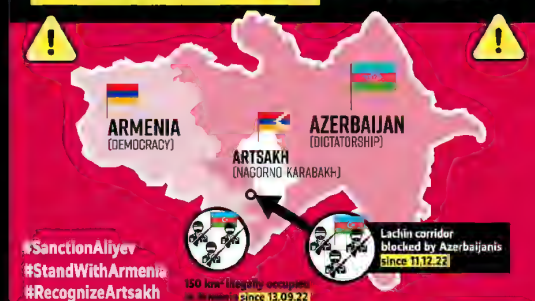 ARMENIA
(DEMOCRACY)
AZERBAIJAN
(DICTATORSHIP)
ARTSAKH
(NAGORNO KARABAKH)
Lachin corridor
blocked by Azerbaijanis
since 11.12.22
#SanctionAliyev
#StandWithArmenia
#RecognizeArtsakh
150 km² illegally occupied
since 13.09.22